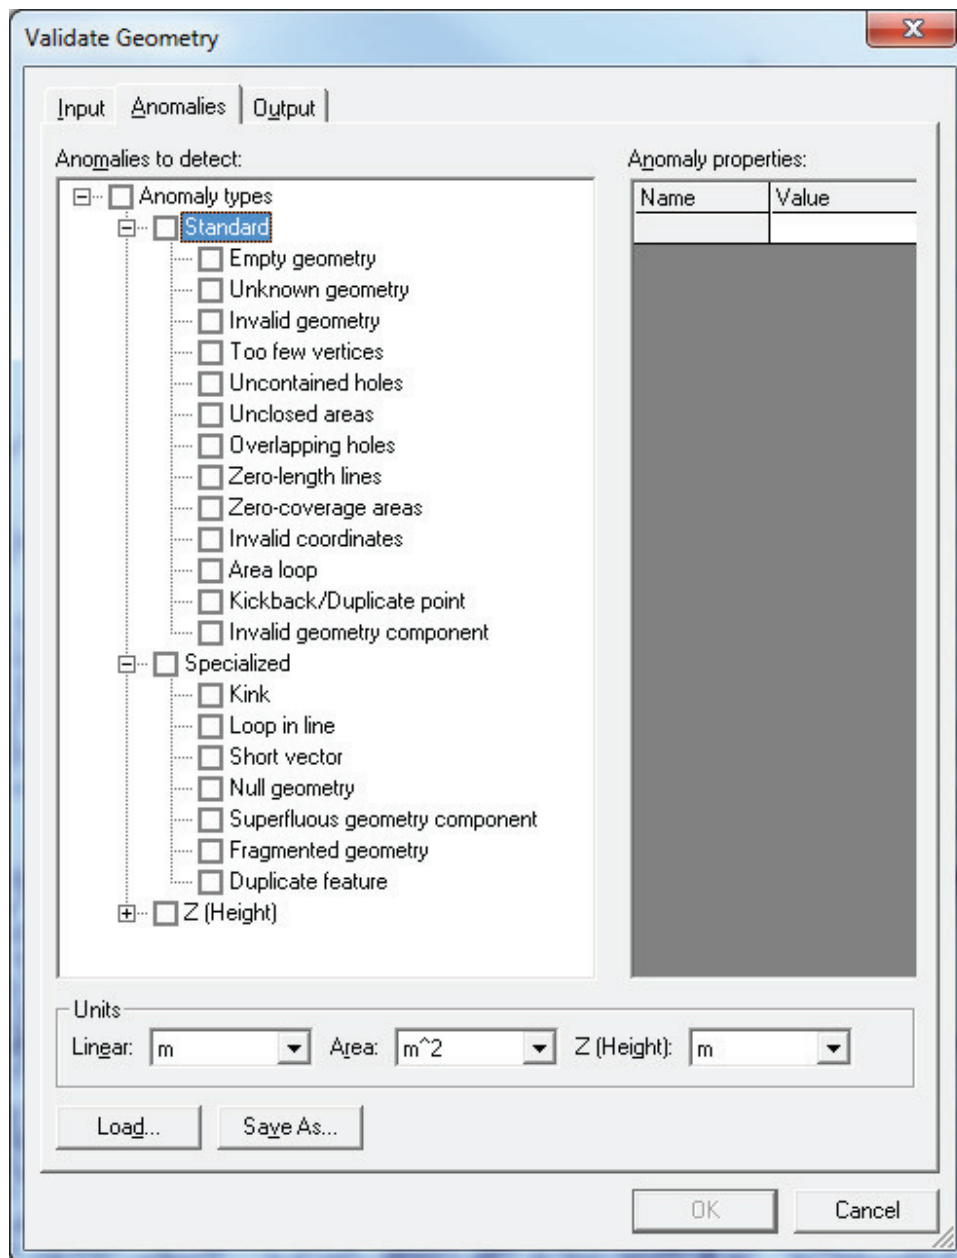 Validate Geometry
Input Anomalies Output
Anomalies to detect:
Anomaly properties:
Anomaly types
Standard
Empty geometry
Unknown geometry
Invalid geometry
Too few vertices
Uncontained holes
Unclosed areas
Overlapping holes
Zero-length lines
Zero-coverage areas
Invalid coordinates
Area loop
Kickback/Duplicate point
Invalid geometry component
Specialized
Kink
Loop in line
Short vector
Null geometry
Superfluous geometry component
Fragmented geometry
Duplicate feature
Z (Height)
Name Value
Units
Linear: m Area: m^2 Z (Height): m
Load... Save As...
OK Cancel